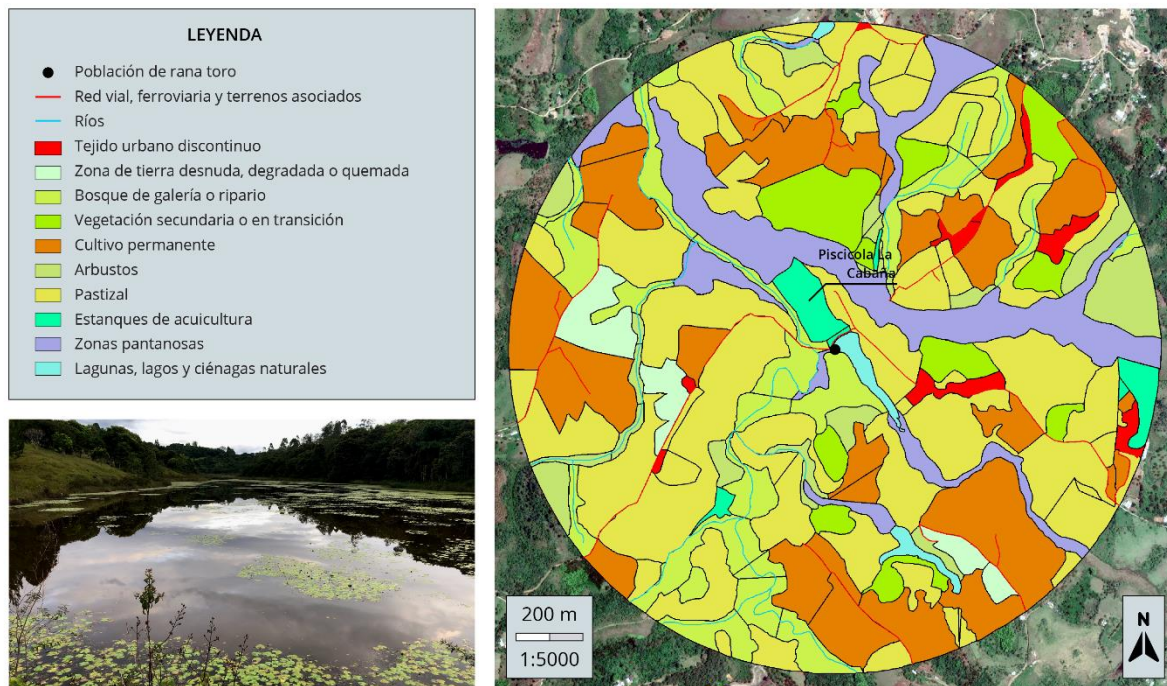 LEYENDA
Población de rana toro
Red vial, ferroviaria y terrenos asociados
Ríos
Tejido urbano discontinuo
Zona de tierra desnuda, degradada o quemada
Bosque de galería o ripario
Vegetación secundaria o en transición
Cultivo permanente
Arbustos
Pastizal
Estanques de acuicultura
Zonas pantanosas
Lagunas, lagos y ciénagas naturales
Piscícola La
Cabaña
200 m
1:5000
N